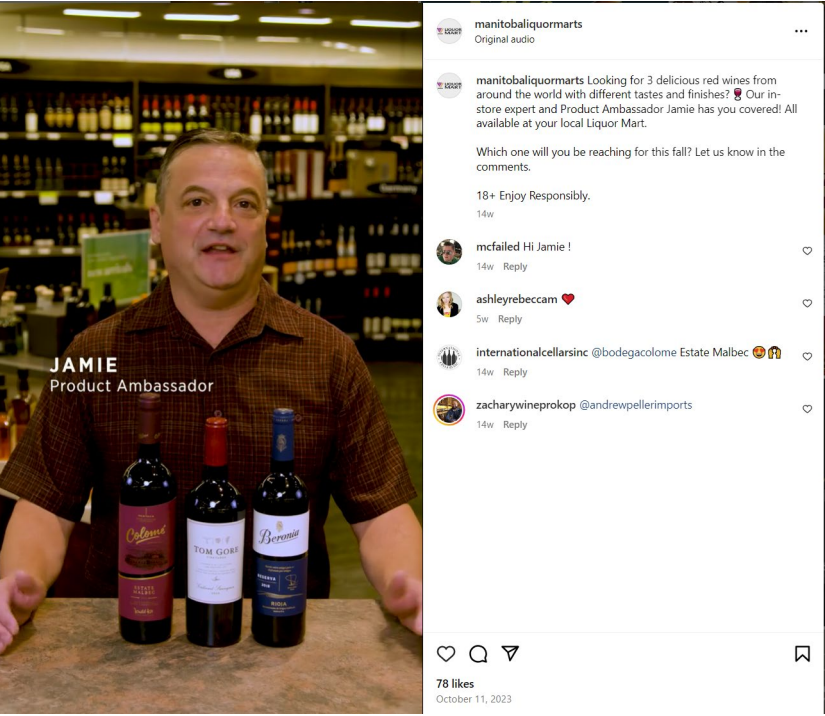 JAMIE
Product Ambassador
Colomé
ESTATE
MALBEC
TOM GORE
Cabernet Sauvignon
Beronia
RESERVA
RIOJA
manitobaliquormarts
Original audio
manitobaliquormarts Looking for 3 delicious red wines from
around the world with different tastes and finishes? 🍷 Our in-
store expert and Product Ambassador Jamie has you covered! All
available at your local Liquor Mart.
Which one will you be reaching for this fall? Let us know in the
comments.
18+ Enjoy Responsibly.
14w
mcfailed Hi Jamie !
14w Reply
ashleyrebeccam ❤️
5w Reply
internationalcellarsinc @bodegacolome Estate Malbec 😍🙌
14w Reply
zacharywineprokop @andrewpellerimports
14w Reply
78 likes
October 11, 2023